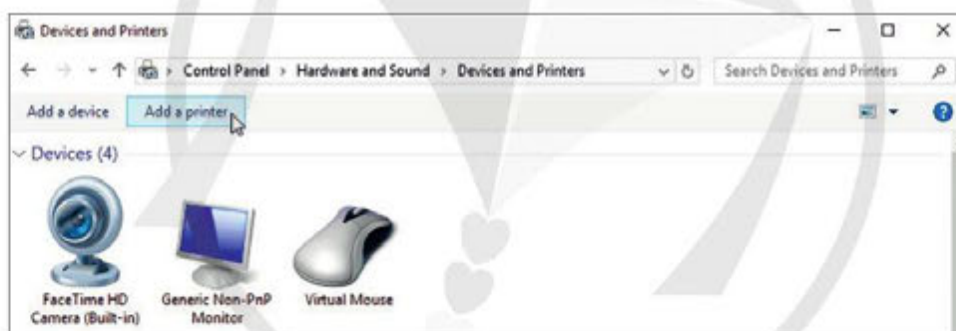 Devices and Printers
Control Panel > Hardware and Sound > Devices and Printers
Search Devices and Printers
Add a device Add a printer
Devices (4)
FaceTime HD Camera (Built-in)
Generic Non-PnP Monitor
Virtual Mouse